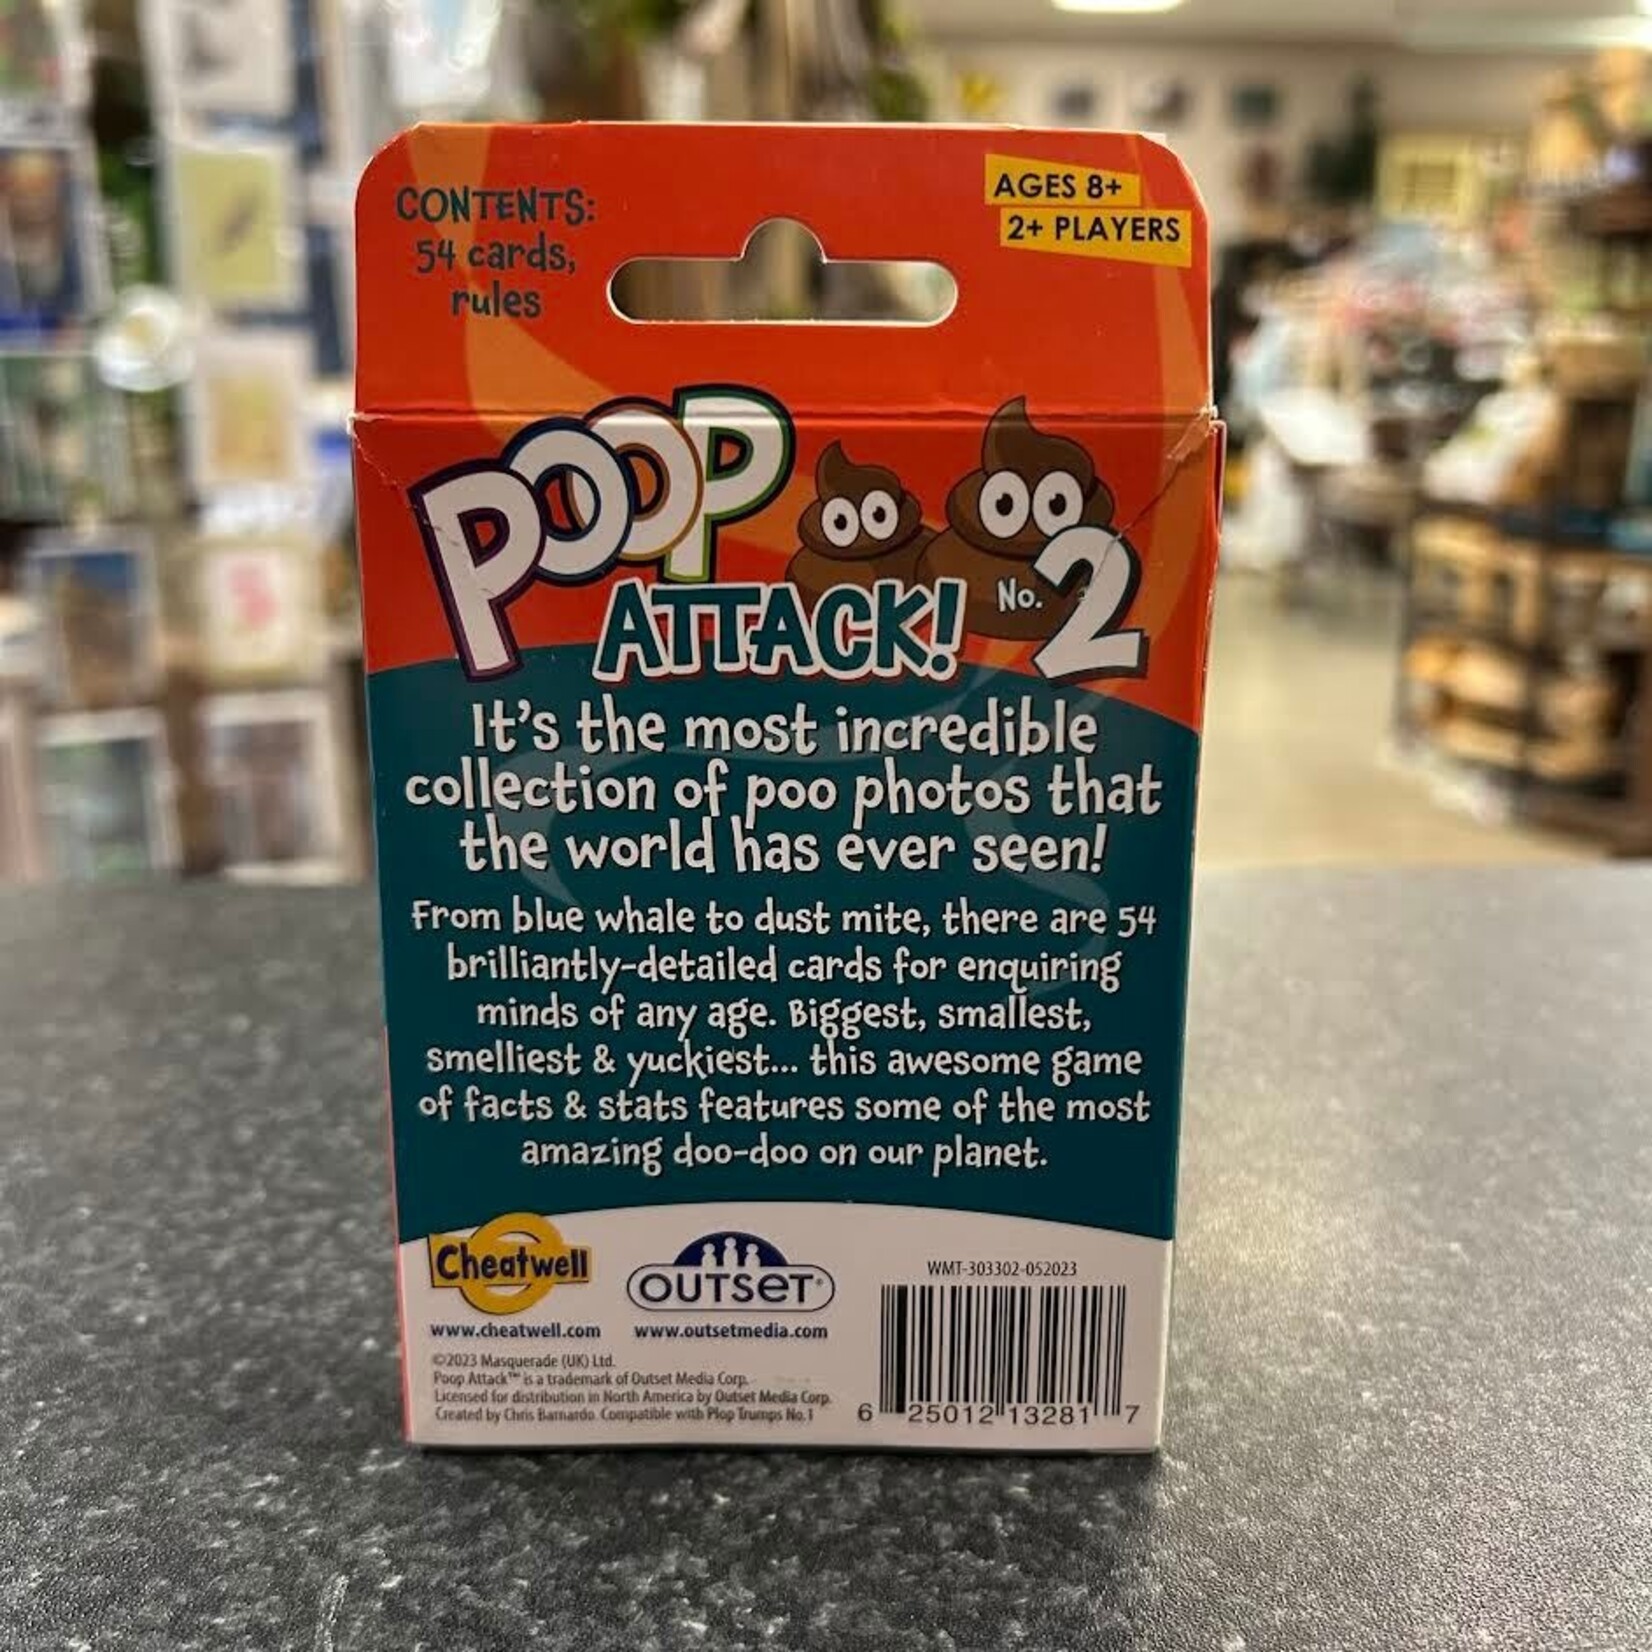 CONTENTS:
54 cards,
rules
AGES 8+
2+ PLAYERS
POOP
ATTACK!
No. 2
It's the most incredible
collection of poo photos that
the world has ever seen!
From blue whale to dust mite, there are 54
brilliantly-detailed cards for enquiring
minds of any age. Biggest, smallest,
smelliest & yuckiest... this awesome game
of facts & stats features some of the most
amazing doo-doo on our planet.
Cheatwell
www.cheatwell.com
OUTSET®
www.outsetmedia.com
©2023 Masquerade (UK) Ltd.
Poop Attack™ is a trademark of Outset Media Corp.
Licensed for distribution in North America by Outset Media Corp.
Created by Chris Barnardo. Compatible with Plop Trumps No.1
WMT-303302-052023
6 25012 13281 7